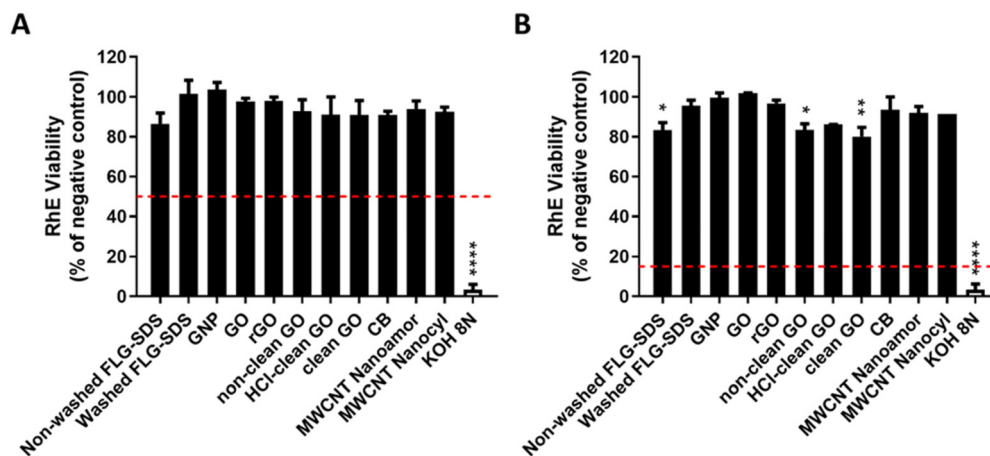 A
RhE Viability
(% of negative control)
120
100
80
60
40
20
0
****
Non-washed FLG-SDS
Washed FLG-SDS
GNP
GO
rGO
non-clean GO
HCl-clean GO
clean GO
CB
MWCNT Nanoamor
MWCNT Nanocyl
KOH 8N
B
RhE Viability
(% of negative control)
120
100
80
60
40
20
0
*
*
**
****
Non-washed FLG-SDS
Washed FLG-SDS
GNP
GO
rGO
non-clean GO
HCl-clean GO
clean GO
CB
MWCNT Nanoamor
MWCNT Nanocyl
KOH 8N